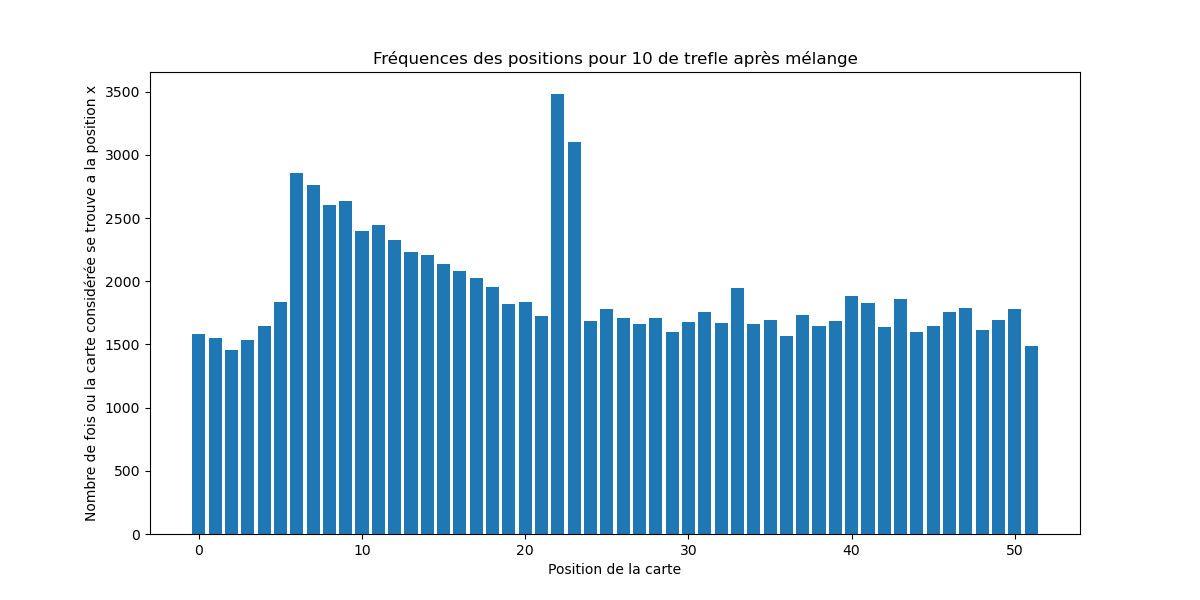 Fréquences des positions pour 10 de trefle après mélange
Nombre de fois ou la carte considérée se trouve a la position x
3500
3000
2500
2000
1500
1000
500
0
0 10 20 30 40 50
Position de la carte